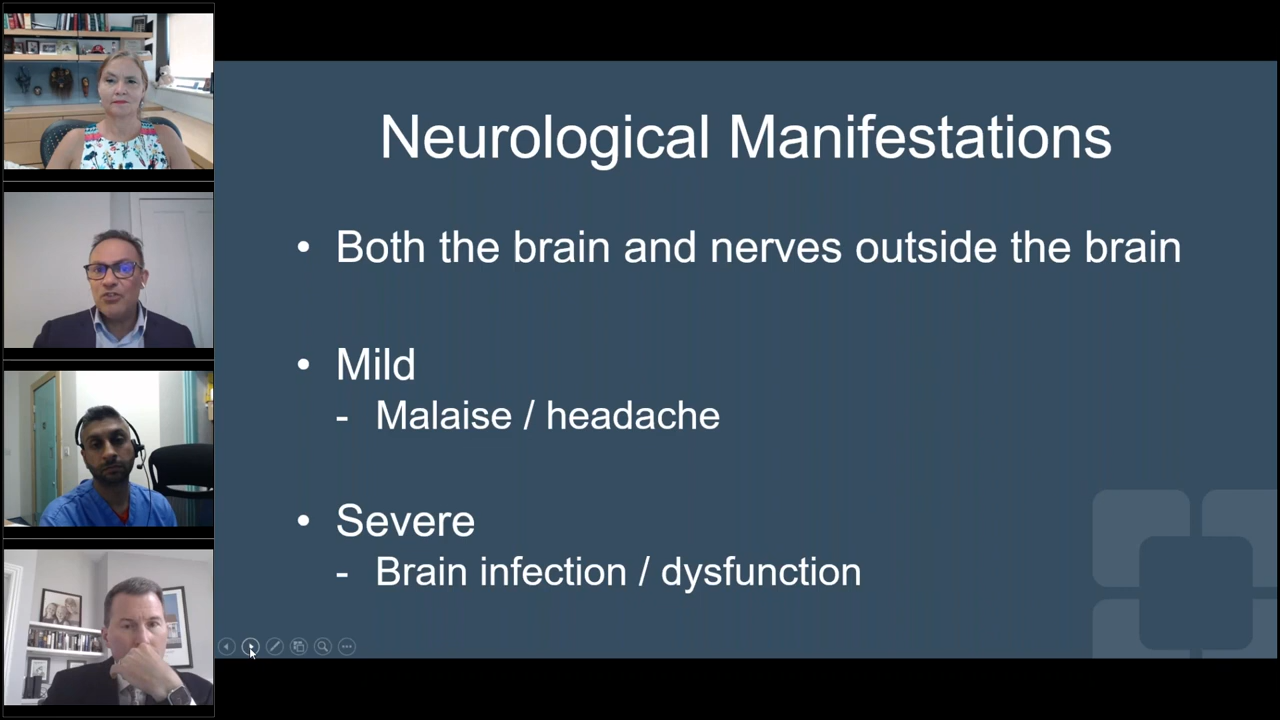 Neurological Manifestations
• Both the brain and nerves outside the brain
• Mild
- Malaise / headache
• Severe
- Brain infection / dysfunction